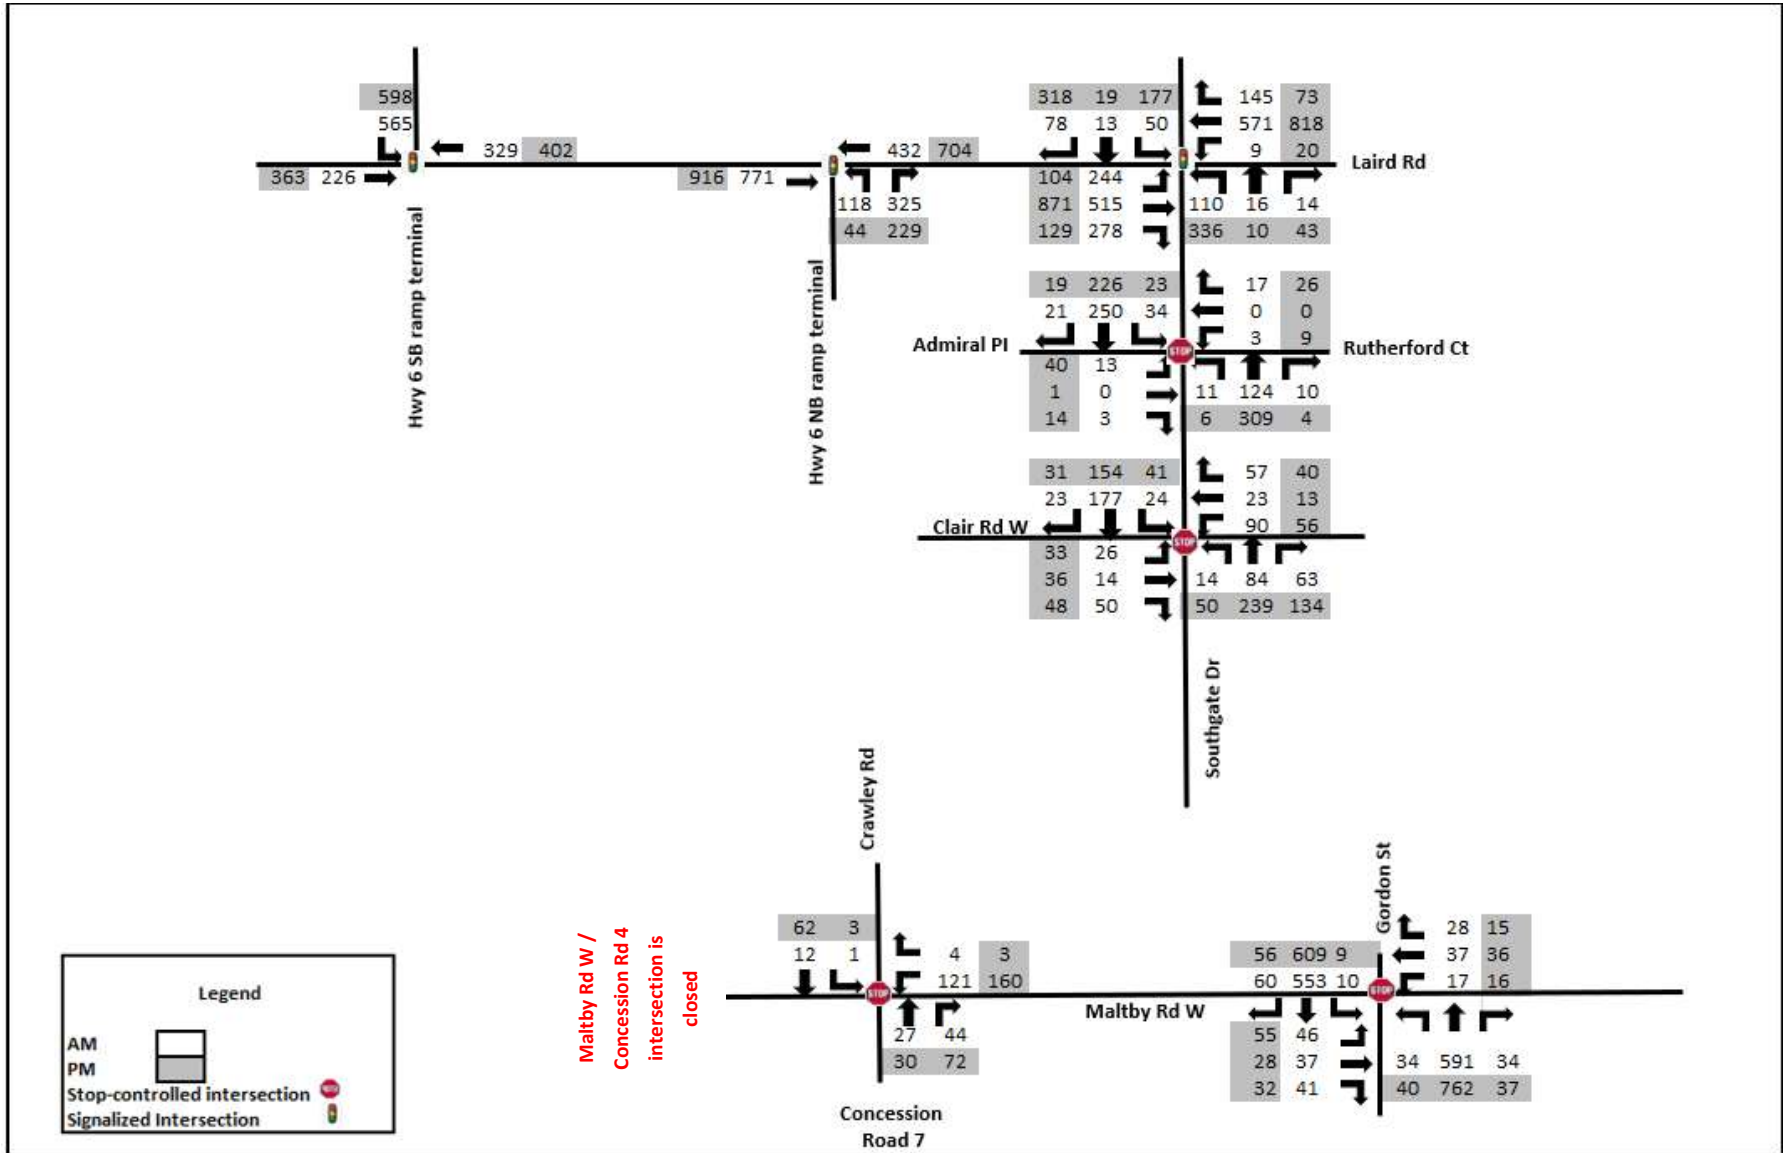 598
565
329 402
363 226
Hwy 6 SB ramp terminal
432 704
916 771
118 325
44 229
Hwy 6 NB ramp terminal
318 19 177 145 73
78 13 50 571 818
9 20
Laird Rd
104 244
871 515 110 16 14
129 278 336 10 43
19 226 23 17 26
21 250 34 0 0
3 9
Admiral Pl
Rutherford Ct
40 13
1 0 11 124 10
14 3 6 309 4
STOP
31 154 41 57 40
23 177 24 23 13
90 56
Clair Rd W
33 26
36 14 14 84 63
48 50 50 239 134
STOP
Southgate Dr
Crawley Rd
62 3
12 1 4 3
121 160
STOP
27 44
30 72
Concession
Road 7
Maltby Rd W /
Concession Rd 4
intersection is
closed
Maltby Rd W
Gordon St
28 15
56 609 9 37 36
60 553 10 17 16
STOP
55 46
28 37 34 591 34
32 41 40 762 37
Legend
AM
PM
Stop-controlled intersection
Signalized Intersection